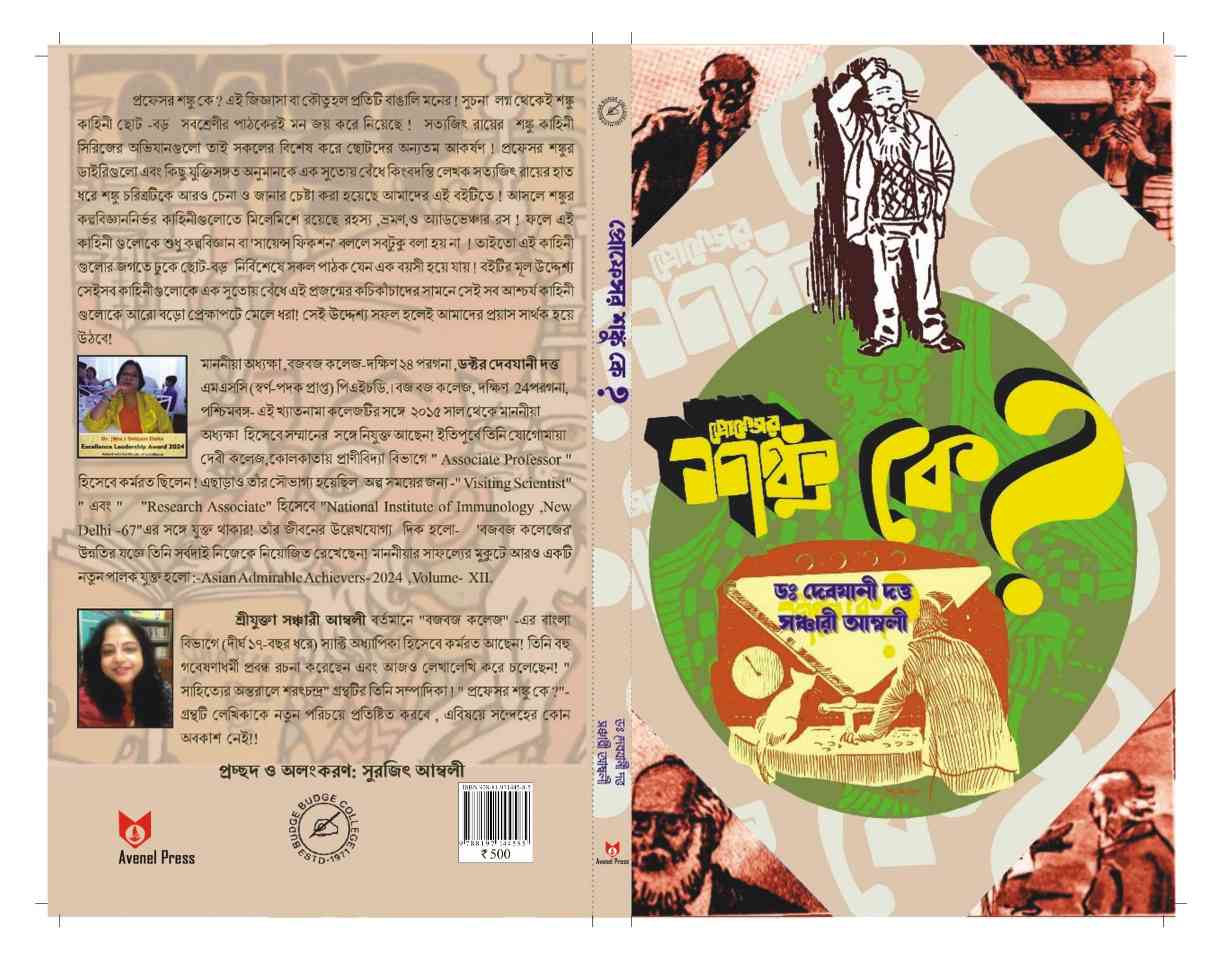 প্রফেসর শঙ্কু কে ? এই জিজ্ঞাসা বা কৌতুহল প্রতিটি বাঙালি মনের ! সূচনা লগ্ন থেকেই শঙ্কু
কাহিনী ছোট -বড় সবশ্রেণীর পাঠকেরই মন জয় করে নিয়েছে ! সত্যজিৎ রায়ের শঙ্কু কাহিনী
সিরিজের অভিযানগুলো তাই সকলের বিশেষ করে ছোটদের অন্যতম আকর্ষণ ! প্রফেসর শঙ্কুর
ডাইরিগুলো এবং কিছু যুক্তিসঙ্গত অনুমানকে এক সুতোয় বেঁধে কিংবদন্তি লেখক সত্যজিৎ রায়ের হাত
ধরে শঙ্কু চরিত্রটিকে আরও চেনা ও জানার চেষ্টা করা হয়েছে আমাদের এই বইটিতে ! আসলে শঙ্কুর
কল্পবিজ্ঞাননির্ভর কাহিনীগুলোতে মিলেমিশে রয়েছে রহস্য ,ভ্রমণ,ও অ্যাডভেঞ্চার রস ! ফলে এই
কাহিনী গুলোকে শুধু কল্পবিজ্ঞান বা 'সায়েন্স ফিকশন' বললে সবটুকু বলা হয় না ! তাইতো এই কাহিনী
গুলোর জগতে ঢুকে ছোট-বড় নির্বিশেষে সকল পাঠক যেন এক বয়সী হয়ে যায় ! বইটির মূল উদ্দেশ্য
সেইসব কাহিনীগুলোকে এক সুতোয় বেঁধে এই প্রজন্মের কচিকাঁচাদের সামনে সেই সব আশ্চর্য কাহিনী
গুলোকে আরো বড়ো প্রেক্ষাপটে মেলে ধরা! সেই উদ্দেশ্য সফল হলেই আমাদের প্রয়াস সার্থক হয়ে
উঠবে!
মাননীয়া অধ্যক্ষা ,বজবজ কলেজ-দক্ষিণ ২৪ পরগনা ,ডক্টর দেবযানী দত্ত
এমএসসি (স্বর্ণ-পদক প্রাপ্ত) পিএইচডি. । বজ বজ কলেজ, দক্ষিণ 24পরগনা,
পশ্চিমবঙ্গ- এই খ্যাতনামা কলেজটির সঙ্গে ২০১৫ সাল থেকে মাননীয়া
অধ্যক্ষা হিসেবে সম্মানের সঙ্গে নিযুক্ত আছেন! ইতিপূর্বে তিনি যোগোমায়া
দেবী কলেজ,কোলকাতায় প্রাণীবিদ্যা বিভাগে " Associate Professor "
হিসেবে কর্মরত ছিলেন ! এছাড়াও তাঁর সৌভাগ্য হয়েছিল অল্প সময়ের জন্য -" Visiting Scientist"
" এবং " "Research Associate" হিসেবে "National Institute of Immunology ,New
Delhi -67"এর সঙ্গে যুক্ত থাকার! তাঁর জীবনের উল্লেখযোগ্য দিক হলো- 'বজবজ কলেজের'
উন্নতির যজ্ঞে তিনি সর্বদাই নিজেকে নিয়োজিত রেখেছেন! মাননীয়ার সাফল্যের মুকুটে আরও একটি
নতুন পালক যুক্ত হলো :-Asian Admirable Achievers- 2024 ,Volume- XII.
Excellence Leadership Award 2024
শ্রীযুক্তা সঞ্চারী আম্বলী বর্তমানে "বজবজ কলেজ" -এর বাংলা
বিভাগে (দীর্ঘ ১৭-বছর ধরে) স্যাক্ট অধ্যাপিকা হিসেবে কর্মরত আছেন! তিনি বহু
গবেষণাধর্মী প্রবন্ধ রচনা করেছেন এবং আজও লেখালেখি করে চলেছেন! "
সাহিত্যের অন্তরালে শরৎচন্দ্র" গ্রন্থটির তিনি সম্পাদিকা ! " প্রফেসর শঙ্কু কে ?"-
গ্রন্থটি লেখিকাকে নতুন পরিচয়ে প্রতিষ্ঠিত করবে , এবিষয়ে সন্দেহের কোন
অবকাশ নেই!!
প্রচ্ছদ ও অলংকরণ: সুরজিৎ আম্বলী
Avenel Press
BUDGE BUDGE COLLEGE
ESTD-1971
9 788197 144585
₹ 500
প্রোফেসর শঙ্কু কে ?
ডঃ দেবযানী দত্ত
সঞ্চারী আম্বলী
Avenel Press
প্রোফেসর
শঙ্কু কে ?
ডঃ দেবযানী দত্ত
সঞ্চারী আম্বলী